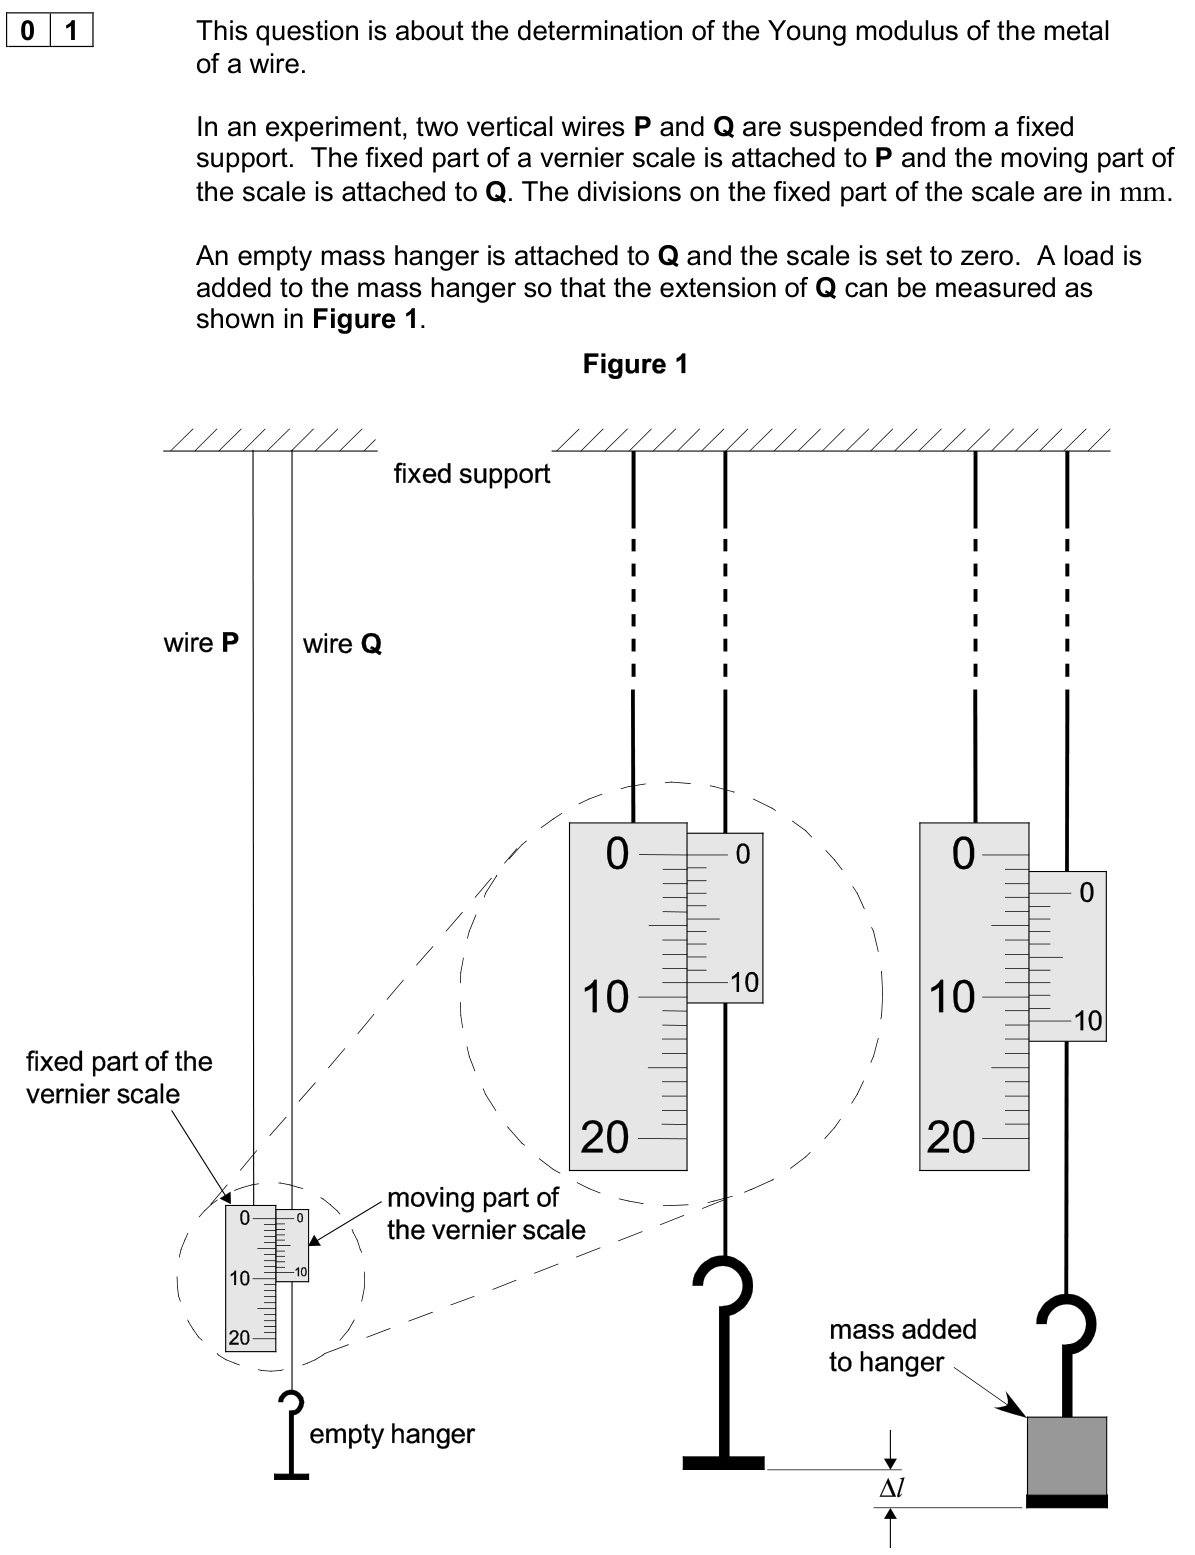 0 1
This question is about the determination of the Young modulus of the metal
of a wire.
In an experiment, two vertical wires P and Q are suspended from a fixed
support. The fixed part of a vernier scale is attached to P and the moving part of
the scale is attached to Q. The divisions on the fixed part of the scale are in mm.
An empty mass hanger is attached to Q and the scale is set to zero. A load is
added to the mass hanger so that the extension of Q can be measured as
shown in Figure 1.
Figure 1
fixed support
wire P
wire Q
0
0
10
10
20
0
0
10
10
20
fixed part of the
vernier scale
moving part of
the vernier scale
0
0
10
10
20
mass added
to hanger
empty hanger
Δl